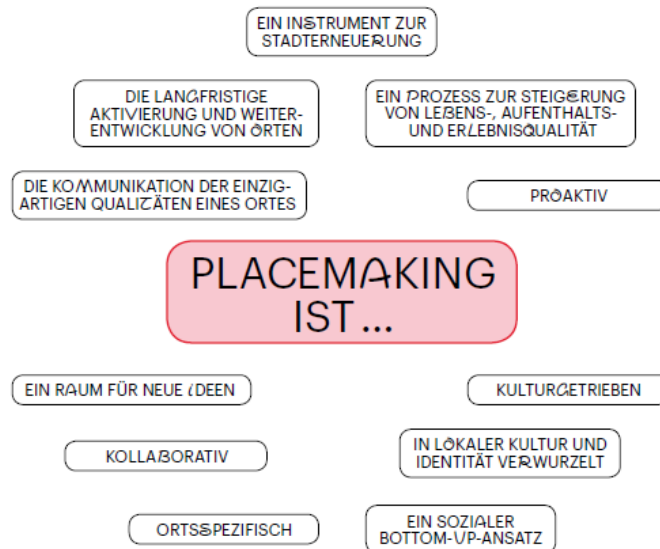 EIN INSTRUMENT ZUR
STADTERNEUERUNG
DIE LANGFRISTIGE
AKTIVIERUNG UND WEITER-
ENTWICKLUNG VON ORTEN
EIN PROZESS ZUR STEIGERUNG
VON LEBENS-, AUFENTHALTS-
UND ERLEBNISQUALITÄT
DIE KOMMUNIKATION DER EINZIG-
ARTIGEN QUALITÄTEN EINES ORTES
PROAKTIV
PLACEMAKING
IST ...
EIN RAUM FÜR NEUE IDEEN
KULTURGETRIEBEN
KOLLABORATIV
IN LOKALER KULTUR UND
IDENTITÄT VERWURZELT
ORTSSPEZIFISCH
EIN SOZIALER
BOTTOM-UP-ANSATZ